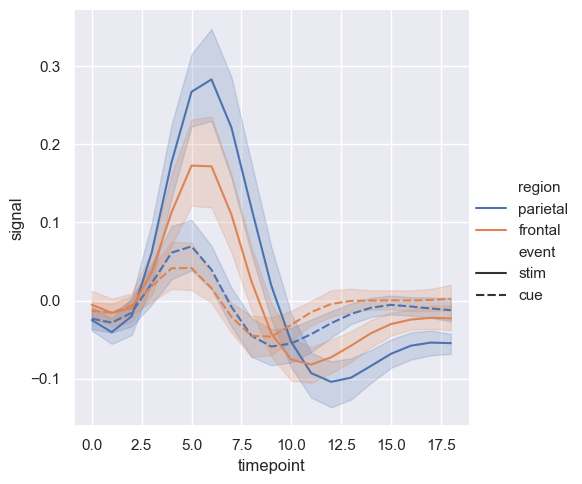 0.3
0.2
0.1
0.0
−0.1
signal
0.0
2.5
5.0
7.5
10.0
12.5
15.0
17.5
timepoint
region
parietal
frontal
event
stim
cue